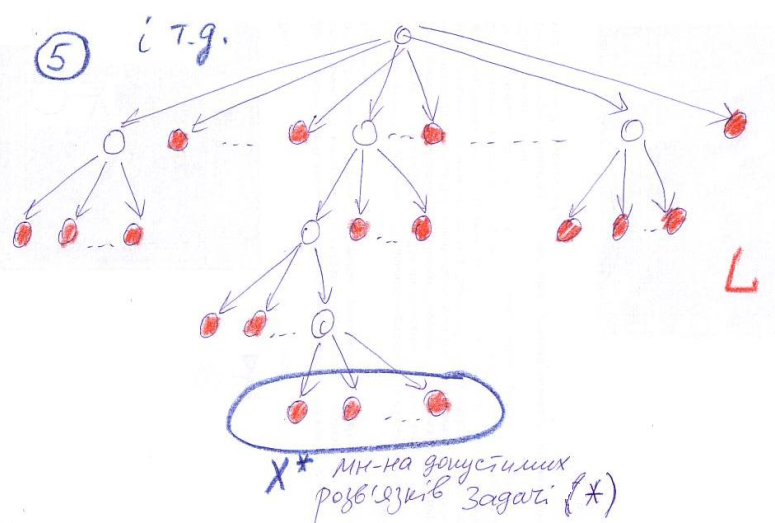 5 і т.д.
L
X* мн-на допустимих
розв'язків задачі (*)